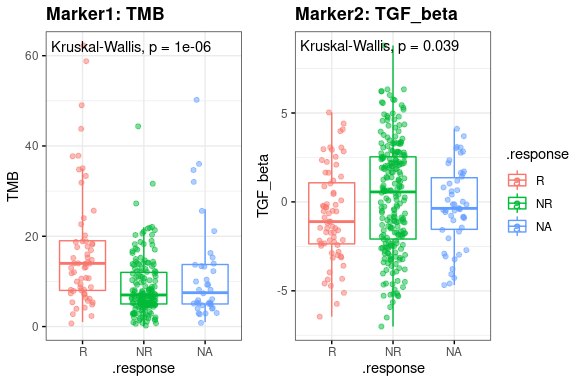 Marker1: TMB
Kruskal-Wallis, p = 1e-06
TMB
60
40
20
0
R
NR
NA
.response
Marker2: TGF_beta
Kruskal-Wallis, p = 0.039
TGF_beta
5
0
-5
R
NR
NA
.response
.response
R
NR
NA